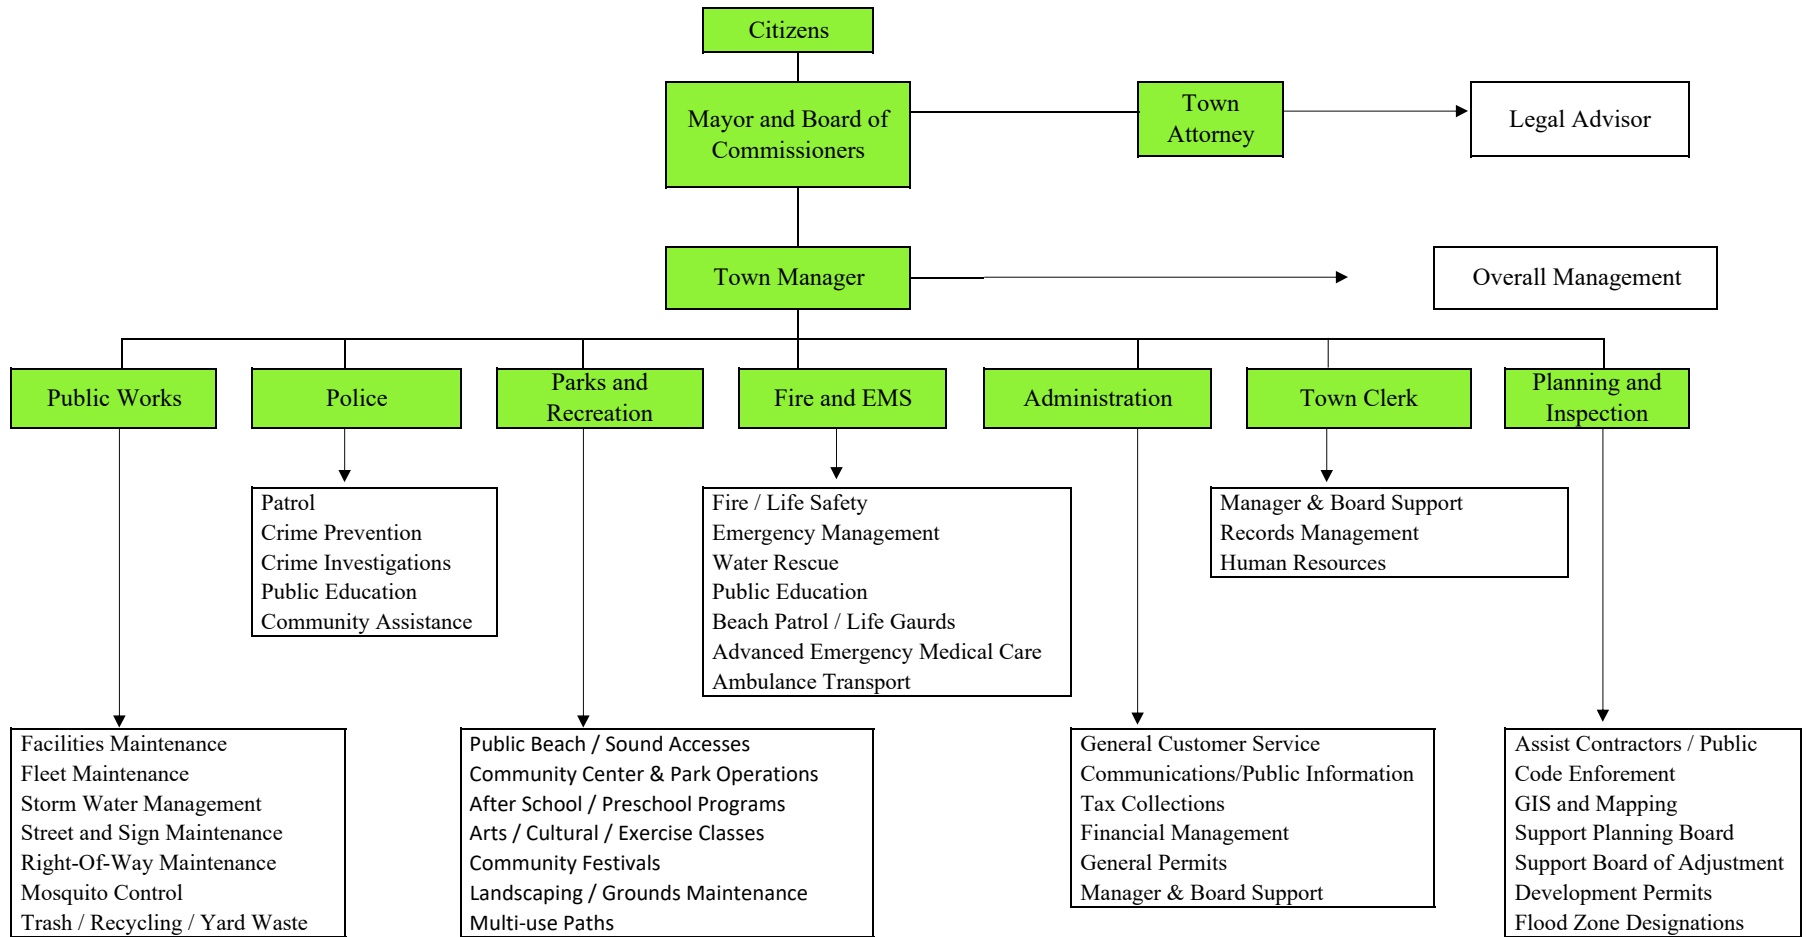 Citizens
Mayor and Board of
Commissioners
Town
Attorney
Legal Advisor
Town Manager
Overall Management
Public Works
Police
Parks and
Recreation
Fire and EMS
Administration
Town Clerk
Planning and
Inspection
Patrol
Crime Prevention
Crime Investigations
Public Education
Community Assistance
Fire / Life Safety
Emergency Management
Water Rescue
Public Education
Beach Patrol / Life Gaurds
Advanced Emergency Medical Care
Ambulance Transport
Manager & Board Support
Records Management
Human Resources
Facilities Maintenance
Fleet Maintenance
Storm Water Management
Street and Sign Maintenance
Right-Of-Way Maintenance
Mosquito Control
Trash / Recycling / Yard Waste
Public Beach / Sound Accesses
Community Center & Park Operations
After School / Preschool Programs
Arts / Cultural / Exercise Classes
Community Festivals
Landscaping / Grounds Maintenance
Multi-use Paths
General Customer Service
Communications/Public Information
Tax Collections
Financial Management
General Permits
Manager & Board Support
Assist Contractors / Public
Code Enforement
GIS and Mapping
Support Planning Board
Support Board of Adjustment
Development Permits
Flood Zone Designations